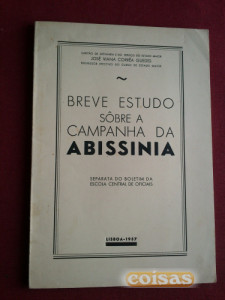 JOSÉ VIANA CORRÊA GUEDES
BREVE ESTUDO
SÔBRE A
CAMPANHA DA
ABISSINIA
SEPARATA DO BOLETIM DA
ESCOLA CENTRAL DE OFICIAIS
LISBOA-1937
coisas